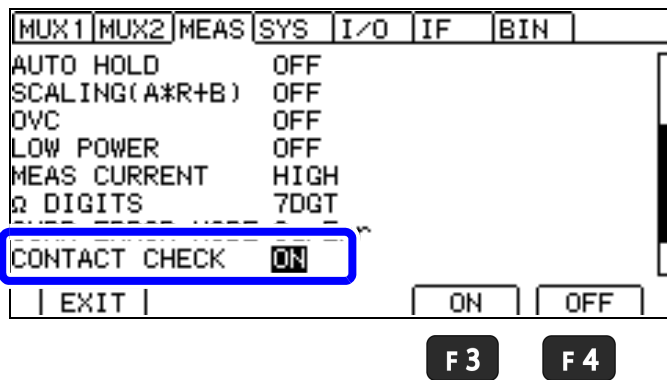 MUX1 MUX2 MEAS SYS I/O IF BIN
AUTO HOLD OFF
SCALING(A*R+B) OFF
OVC OFF
LOW POWER OFF
MEAS CURRENT HIGH
Ω DIGITS 7DGT
CONTACT CHECK ON
EXIT ON OFF
F3 F4